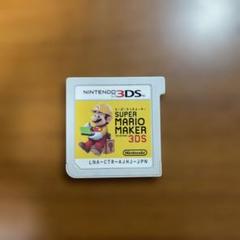 NINTENDO 3DS
スーパーマリオメーカー
SUPER
MARIO
MAKER
3DS
Nintendo
LNA-CTR-AJHJ-JPN